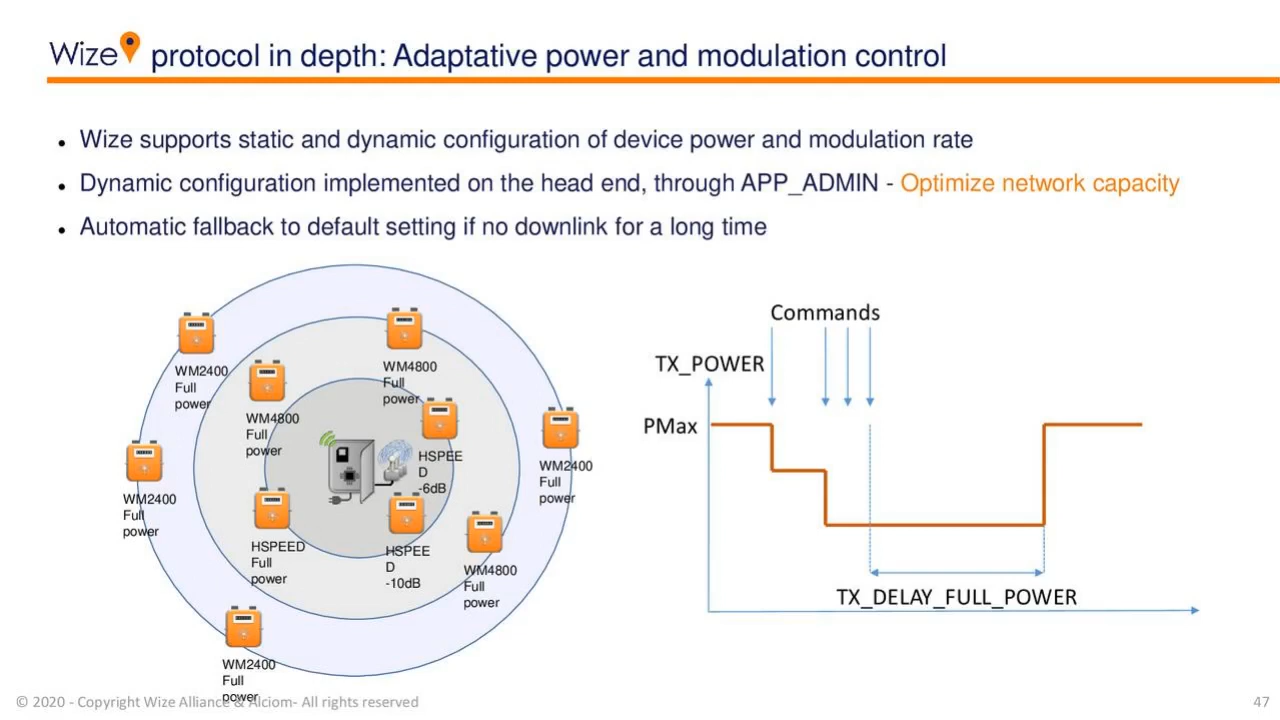 Wize protocol in depth: Adaptative power and modulation control
Wize supports static and dynamic configuration of device power and modulation rate
Dynamic configuration implemented on the head end, through APP_ADMIN - Optimize network capacity
Automatic fallback to default setting if no downlink for a long time
WM2400
Full
power
WM4800
Full
power
WM4800
Full
power
HSPEE
D
-6dB
WM2400
Full
power
WM2400
Full
power
HSPEED
Full
power
HSPEE
D
-10dB
WM4800
Full
power
WM2400
Full
power
Commands
TX_POWER
PMax
TX_DELAY_FULL_POWER
© 2020 - Copyright Wize Alliance & Alciom- All rights reserved
47